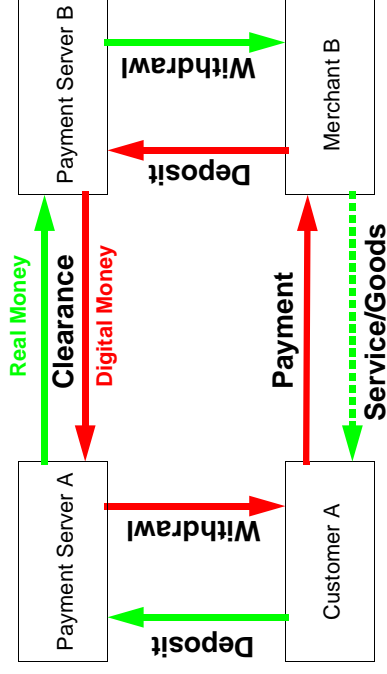 Real Money
Clearance
Digital Money
Payment Server A
Payment Server B
Deposit
Withdrawl
Deposit
Withdrawl
Payment
Customer A
Merchant B
Service/Goods